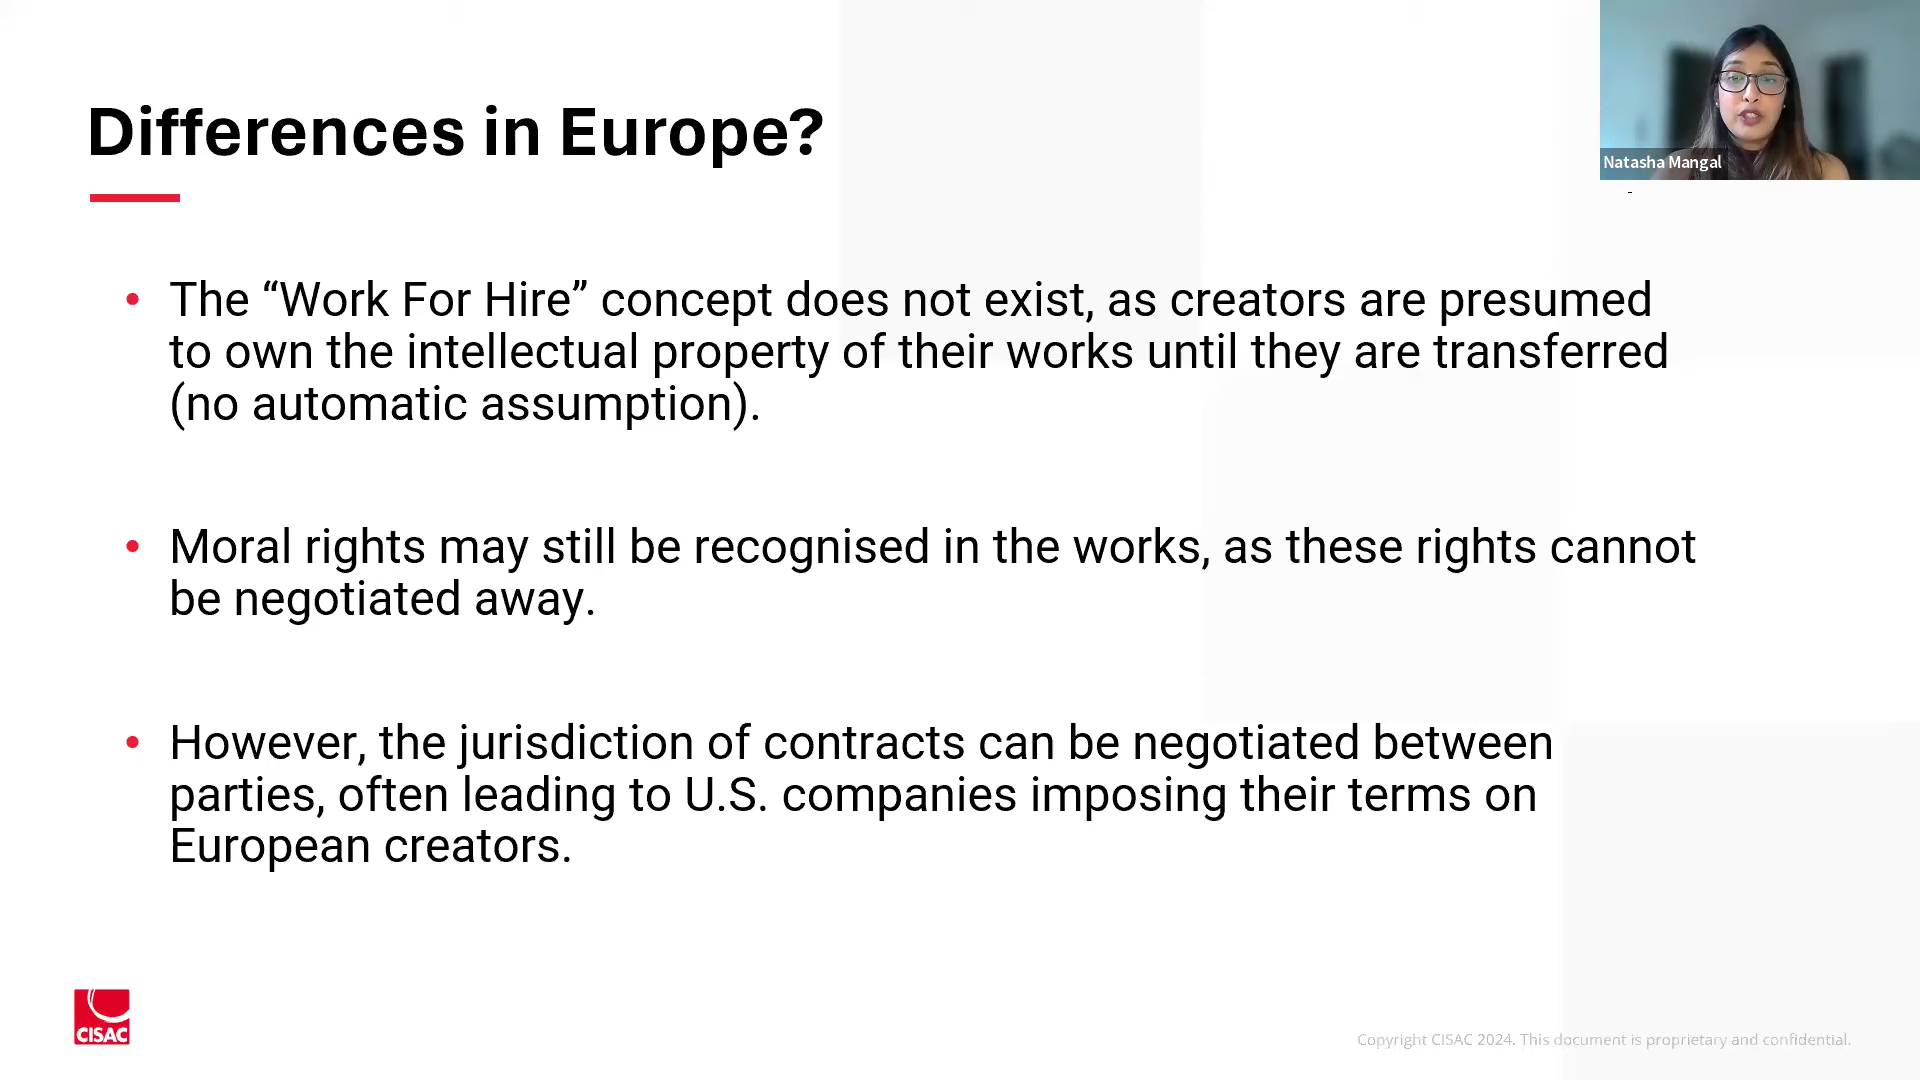 Differences in Europe?
Natasha Mangal
• The “Work For Hire” concept does not exist, as creators are presumed
to own the intellectual property of their works until they are transferred
(no automatic assumption).
• Moral rights may still be recognised in the works, as these rights cannot
be negotiated away.
• However, the jurisdiction of contracts can be negotiated between
parties, often leading to U.S. companies imposing their terms on
European creators.
CISAC
Copyright CISAC 2024. This document is proprietary and confidential.